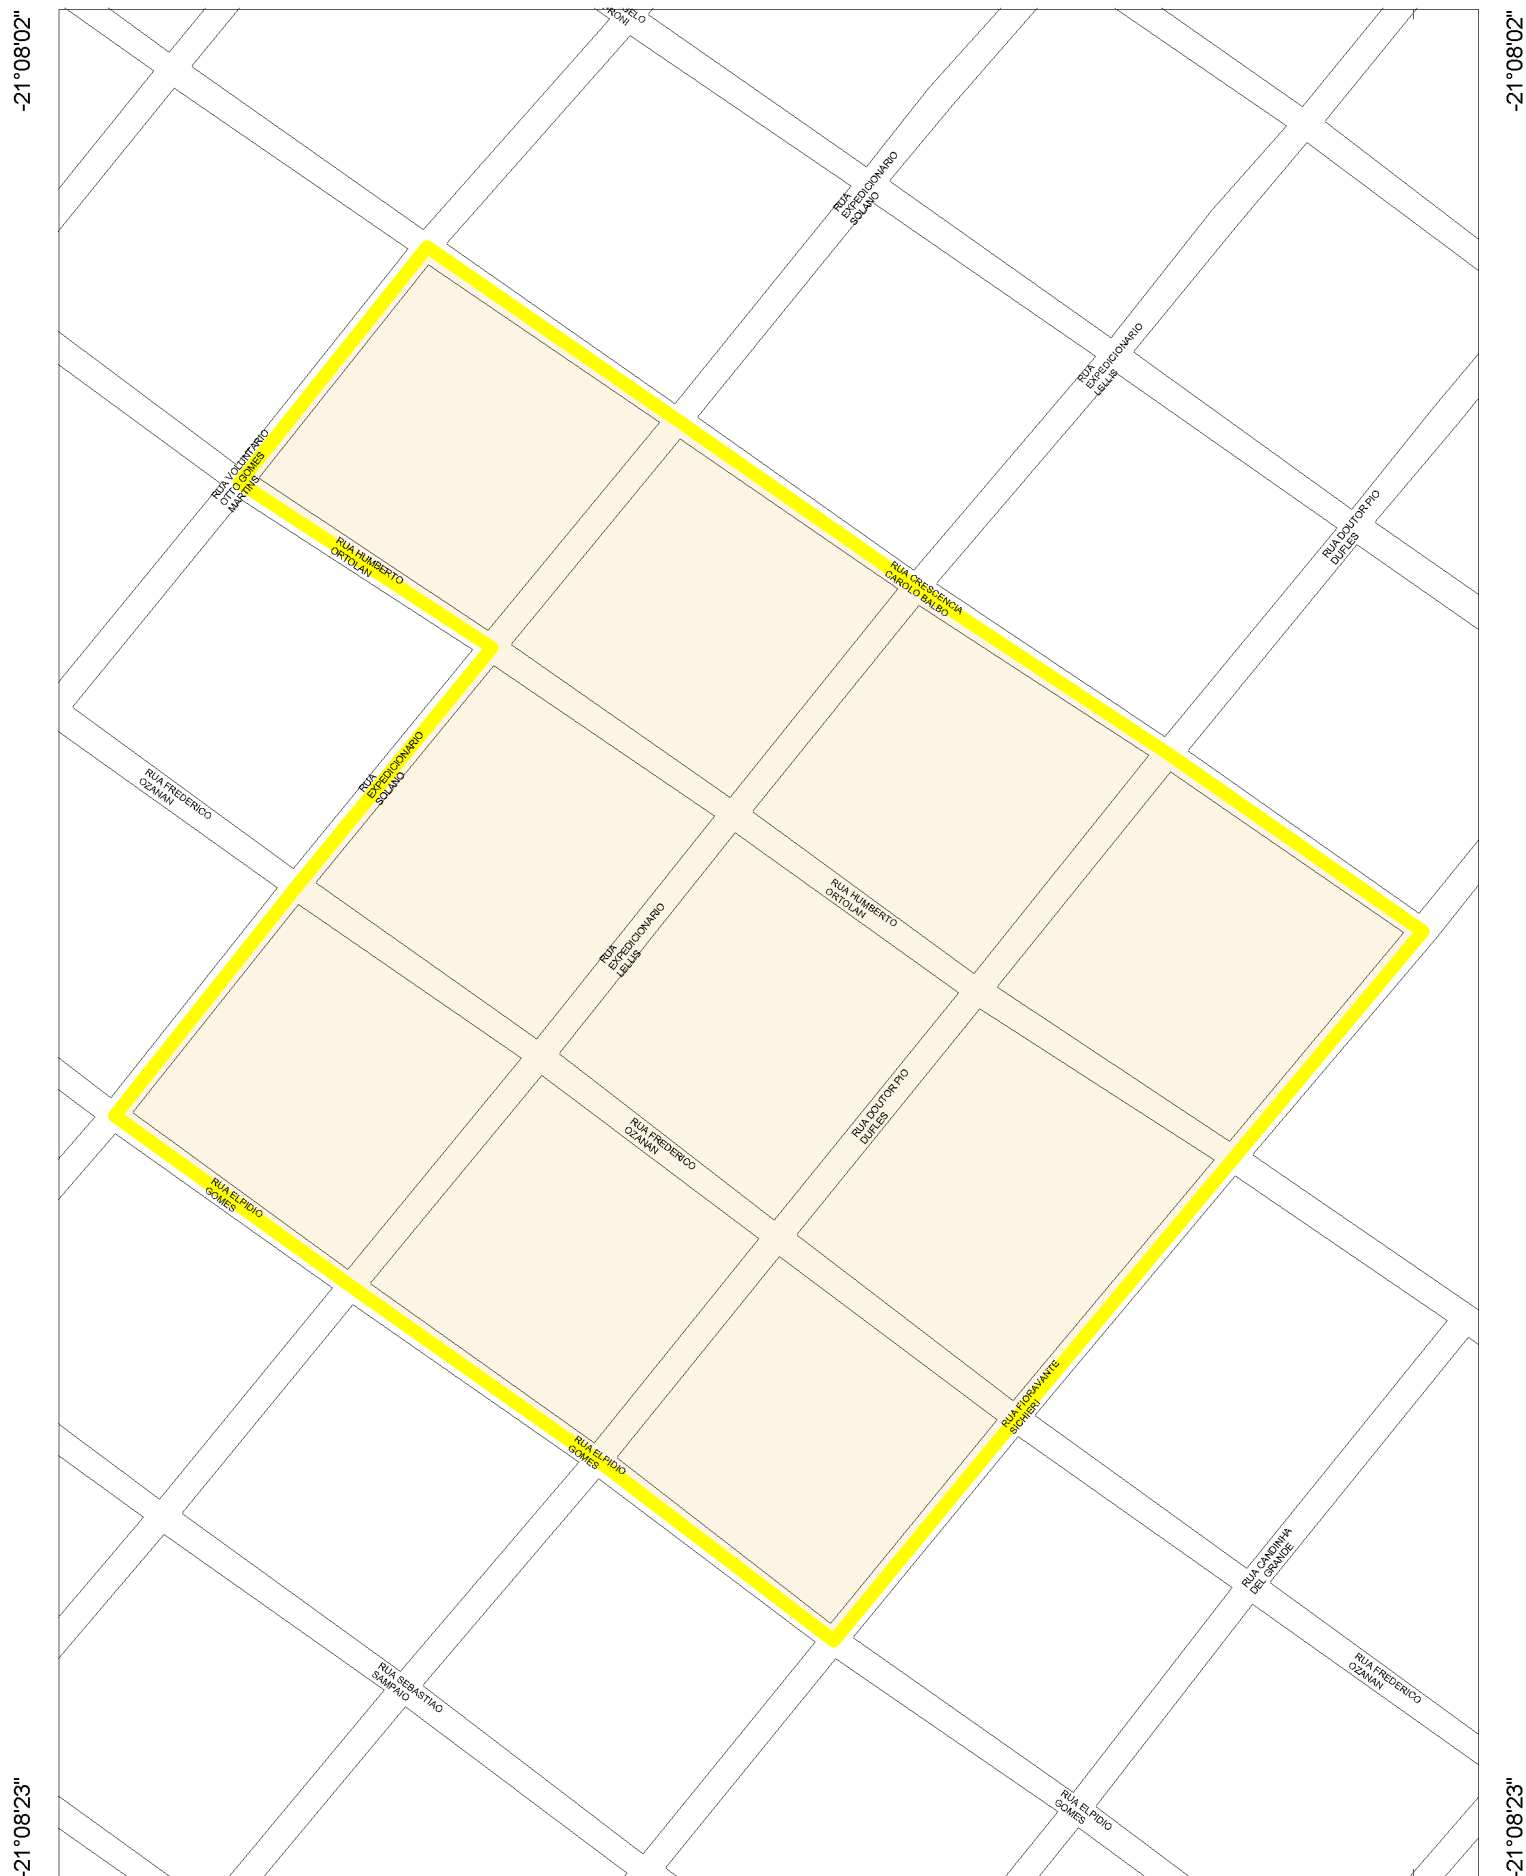 -21°08'02"
-21°08'02"
RUA
EXPEDICIONARIO
SOLANO
RUA
EXPEDICIONARIO
LELLIS
RUA VOLUNTARIO
OTTO GOMES
MARTINS
RUA DOUTOR PIO
DUFLES
RUA HUMBERTO
ORTOLAN
RUA CRESCENCIA
CAROLO BALBO
RUA
EXPEDICIONARIO
SOLANO
RUA FREDERICO
OZANAN
RUA HUMBERTO
ORTOLAN
RUA
EXPEDICIONARIO
LELLIS
RUA DOUTOR PIO
DUFLES
RUA FREDERICO
OZANAN
RUA ELPIDIO
GOMES
RUA FIORAVANTE
SICHIERI
RUA ELPIDIO
GOMES
RUA CANDINHA
DEL GRANDE
RUA SEBASTIAO
SAMPAIO
RUA FREDERICO
OZANAN
RUA ELPIDIO
GOMES
-21°08'23"
-21°08'23"